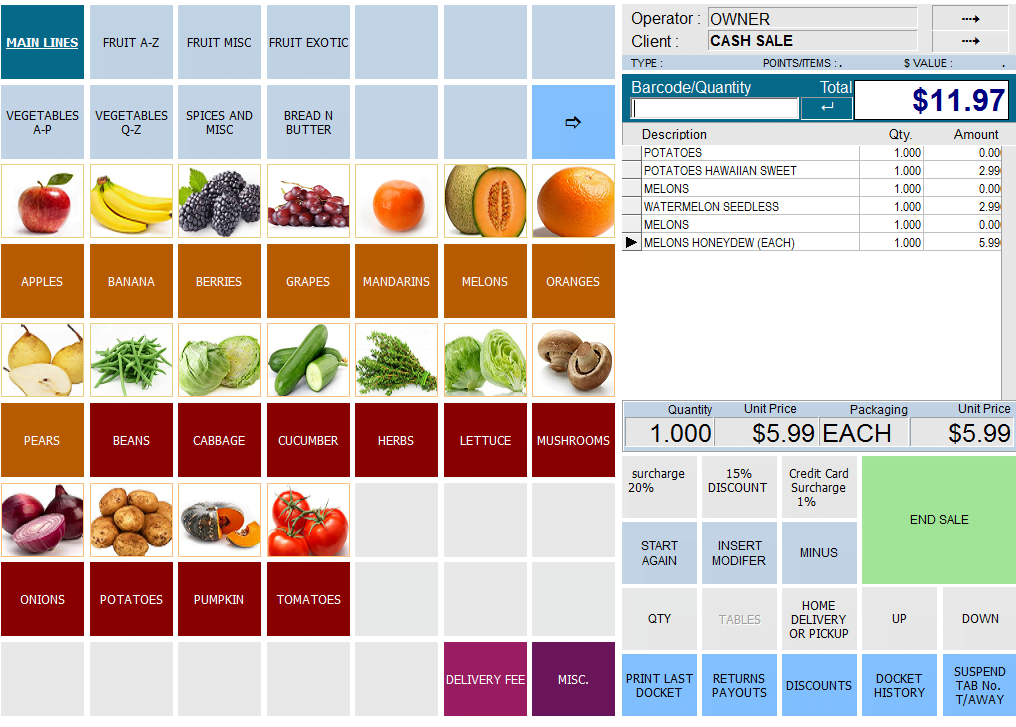 MAIN LINES
FRUIT A-Z
FRUIT MISC
FRUIT EXOTIC
VEGETABLES
A-P
VEGETABLES
Q-Z
SPICES AND
MISC
BREAD N
BUTTER
APPLES
BANANA
BERRIES
GRAPES
MANDARINS
MELONS
ORANGES
PEARS
BEANS
CABBAGE
CUCUMBER
HERBS
LETTUCE
MUSHROOMS
ONIONS
POTATOES
PUMPKIN
TOMATOES
DELIVERY FEE
MISC.
Operator : OWNER
Client : CASH SALE
TYPE : POINTS/ITEMS : . $ VALUE : .
Barcode/Quantity Total $11.97
Description Qty. Amount
POTATOES 1.000 0.00
POTATOES HAWAIIAN SWEET 1.000 2.99
MELONS 1.000 0.00
WATERMELON SEEDLESS 1.000 2.99
MELONS 1.000 0.00
MELONS HONEYDEW (EACH) 1.000 5.99
Quantity Unit Price Packaging Unit Price
1.000 $5.99 EACH $5.99
surcharge
20%
15%
DISCOUNT
Credit Card
Surcharge
1%
END SALE
START
AGAIN
INSERT
MODIFER
MINUS
QTY
TABLES
HOME
DELIVERY
OR PICKUP
UP
DOWN
PRINT LAST
DOCKET
RETURNS
PAYOUTS
DISCOUNTS
DOCKET
HISTORY
SUSPEND
TAB No.
T/AWAY